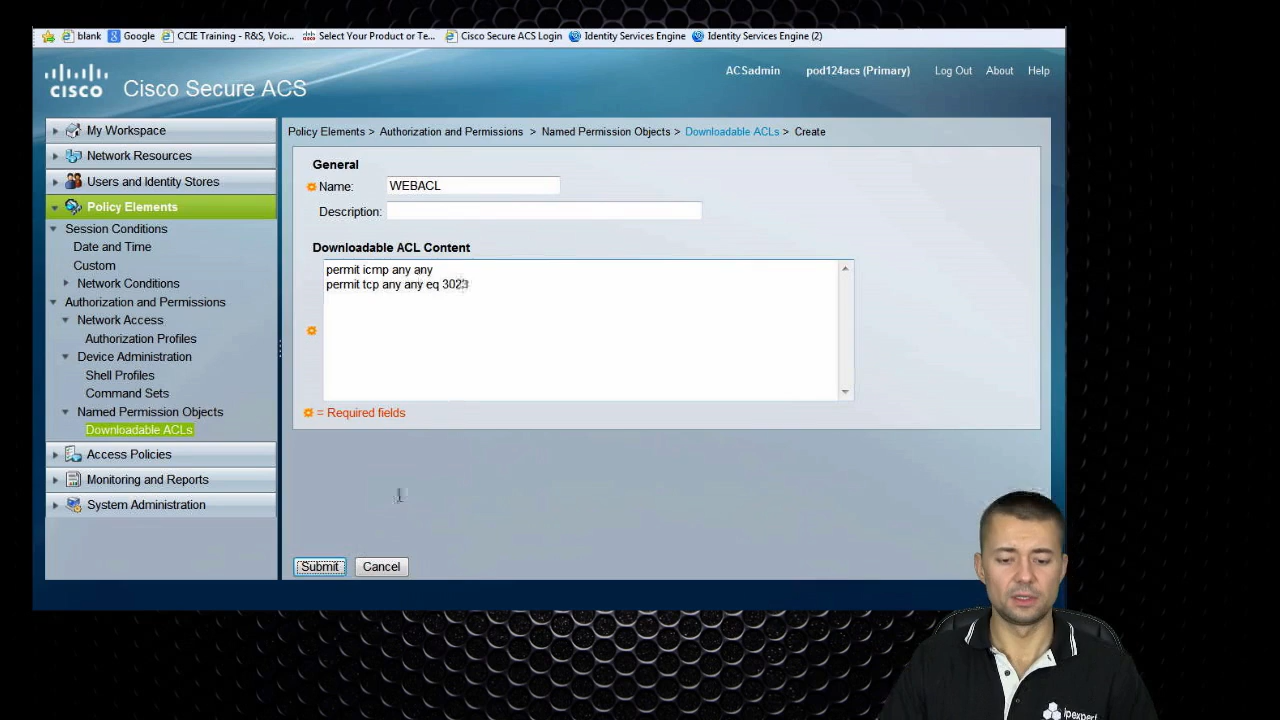 blank Google CCIE Training - R&S, Voic... Select Your Product or Te... Cisco Secure ACS Login Identity Services Engine Identity Services Engine (2)
cisco Cisco Secure ACS
ACSadmin pod124acs (Primary) Log Out About Help
My Workspace
Network Resources
Users and Identity Stores
Policy Elements
Session Conditions
Date and Time
Custom
Network Conditions
Authorization and Permissions
Network Access
Authorization Profiles
Device Administration
Shell Profiles
Command Sets
Named Permission Objects
Downloadable ACLs
Access Policies
Monitoring and Reports
System Administration
Policy Elements > Authorization and Permissions > Named Permission Objects > Downloadable ACLs > Create
General
Name: WEBACL
Description:
Downloadable ACL Content
permit icmp any any
permit tcp any any eq 3023
= Required fields
Submit Cancel
ipexpert